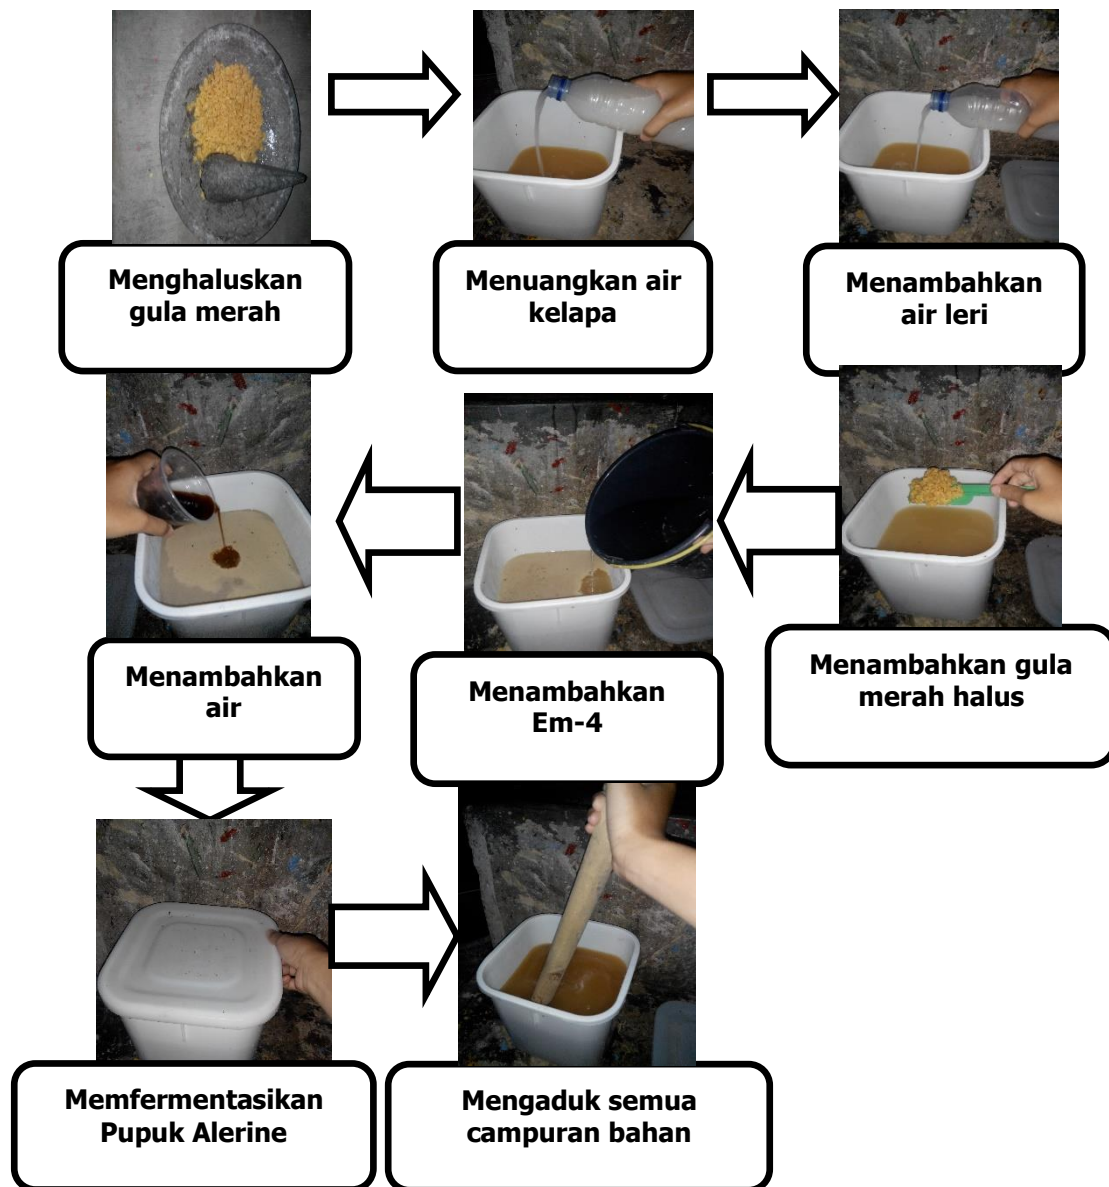 Menghaluskan
gula merah
Menuangkan air
kelapa
Menambahkan
air leri
Menambahkan gula
merah halus
Menambahkan
Em-4
Menambahkan
air
Memfermentasikan
Pupuk Alerine
Mengaduk semua
campuran bahan